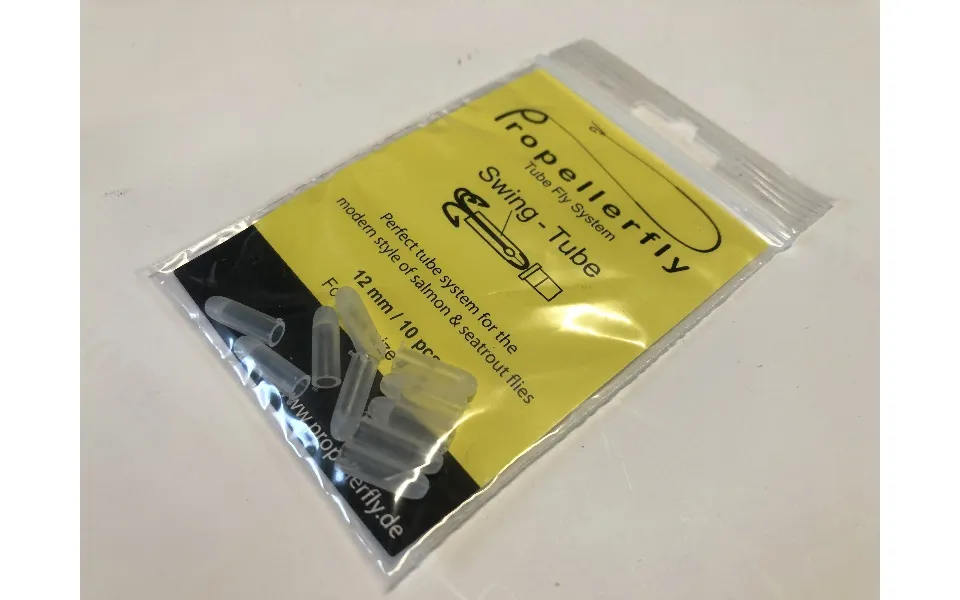 Propellerfly
Tube Fly System
Swing - Tube
Perfect tube system for the
modern style of salmon & seatrout flies
12 mm / 10 pcs
www.propellerfly.de